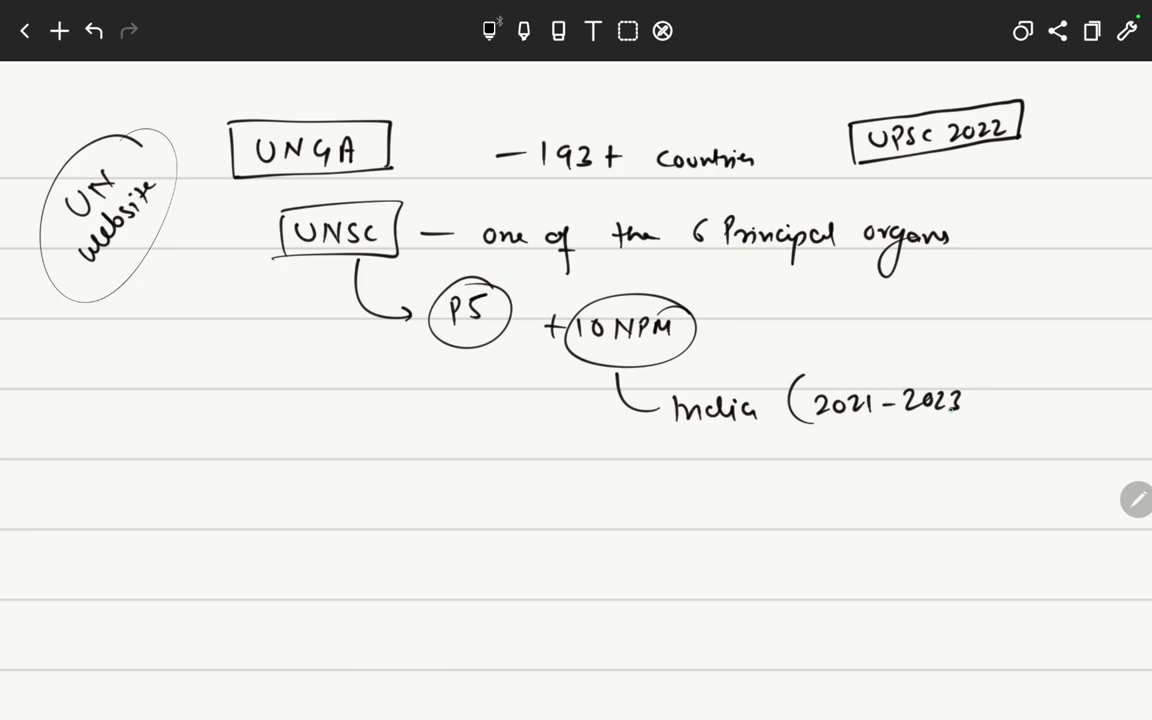 UNGA - 193+ Countries UPSC 2022
UN website
UNSC - one of the 6 Principal organs
P5 + 10 NPM
India (2021-2023
T